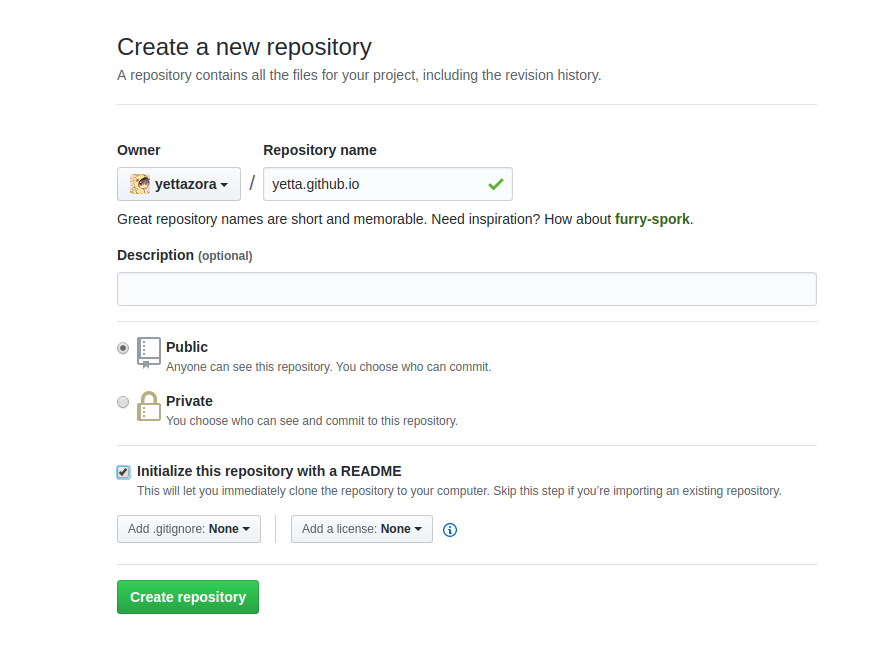 Create a new repository
A repository contains all the files for your project, including the revision history.
Owner Repository name
yettazora / yetta.github.io
Great repository names are short and memorable. Need inspiration? How about furry-spork.
Description (optional)
Public
Anyone can see this repository. You choose who can commit.
Private
You choose who can see and commit to this repository.
Initialize this repository with a README
This will let you immediately clone the repository to your computer. Skip this step if you’re importing an existing repository.
Add .gitignore: None Add a license: None
Create repository